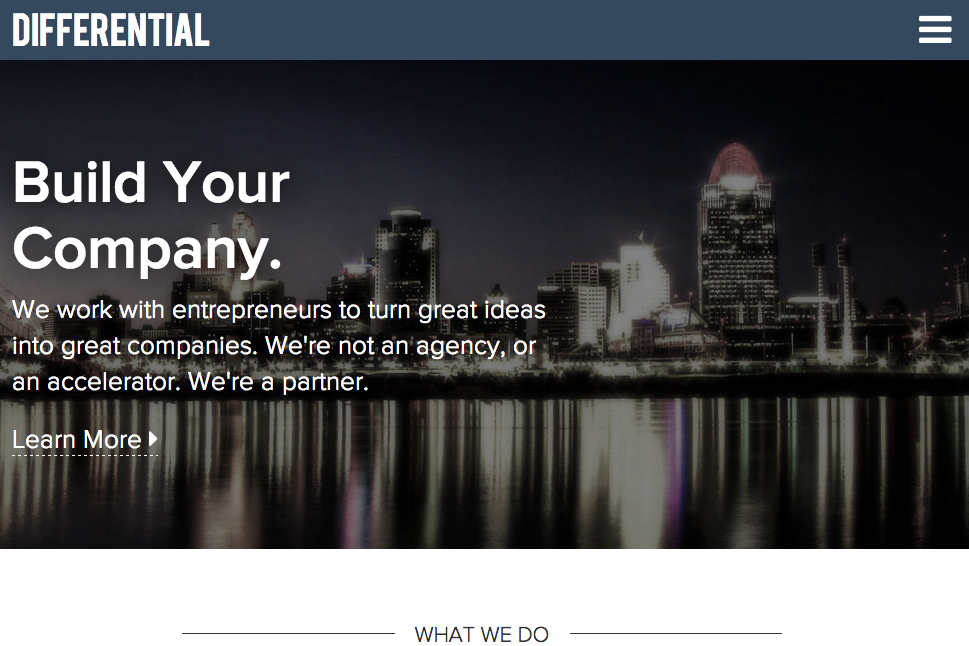 DIFFERENTIAL
Build Your
Company.
We work with entrepreneurs to turn great ideas
into great companies. We're not an agency, or
an accelerator. We're a partner.
Learn More
WHAT WE DO